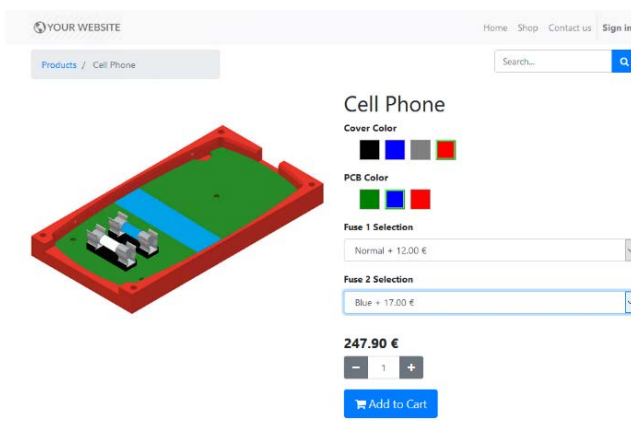 YOUR WEBSITE
Home Shop Contact us Sign in
Products / Cell Phone
Search...
Cell Phone
Cover Color
PCB Color
Fuse 1 Selection
Normal + 12.00 €
Fuse 2 Selection
Blue + 17.00 €
247.90 €
− 1 +
Add to Cart